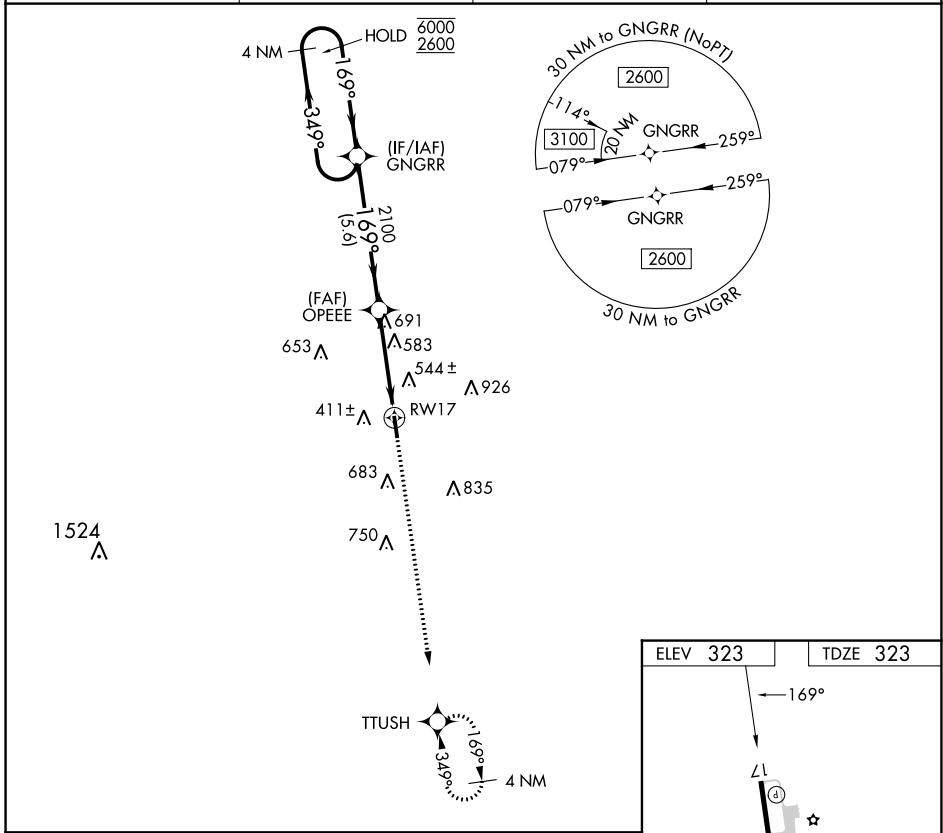 HOLD 6000
2600
4 NM
169°
349°
(IF/IAF)
GNGRR
2100
169°
(5.6)
(FAF)
OPEEE
691
583
653
544±
926
411±
RW17
683
835
750
1524
TTUSH
169°
349°
4 NM
30 NM to GNGRR (NoPT)
2600
114°
20 NM
3100
GNGRR
079°
259°
079°
259°
GNGRR
2600
30 NM to GNGRR
ELEV 323
TDZE 323
169°
17
P